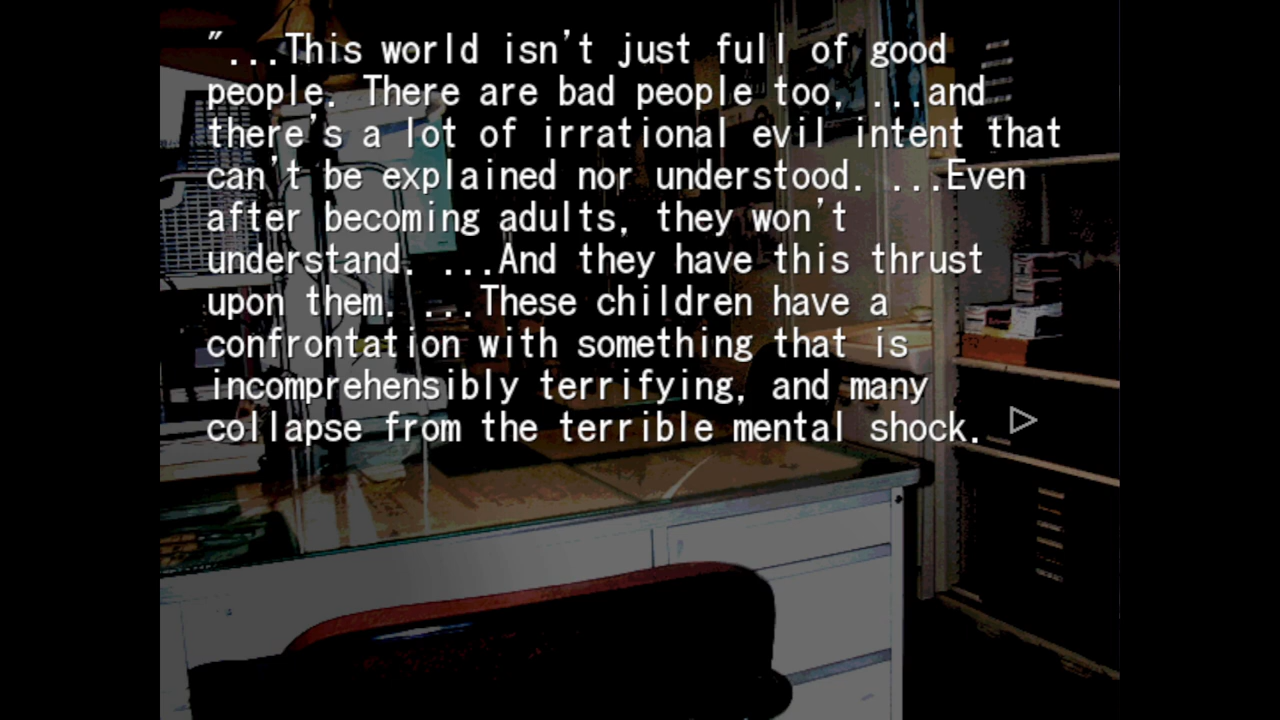 "...This world isn't just full of good
people. There are bad people too, ...and
there's a lot of irrational evil intent that
can't be explained nor understood. ...Even
after becoming adults, they won't
understand. ...And they have this thrust
upon them. ...These children have a
confrontation with something that is
incomprehensibly terrifying, and many
collapse from the terrible mental shock.